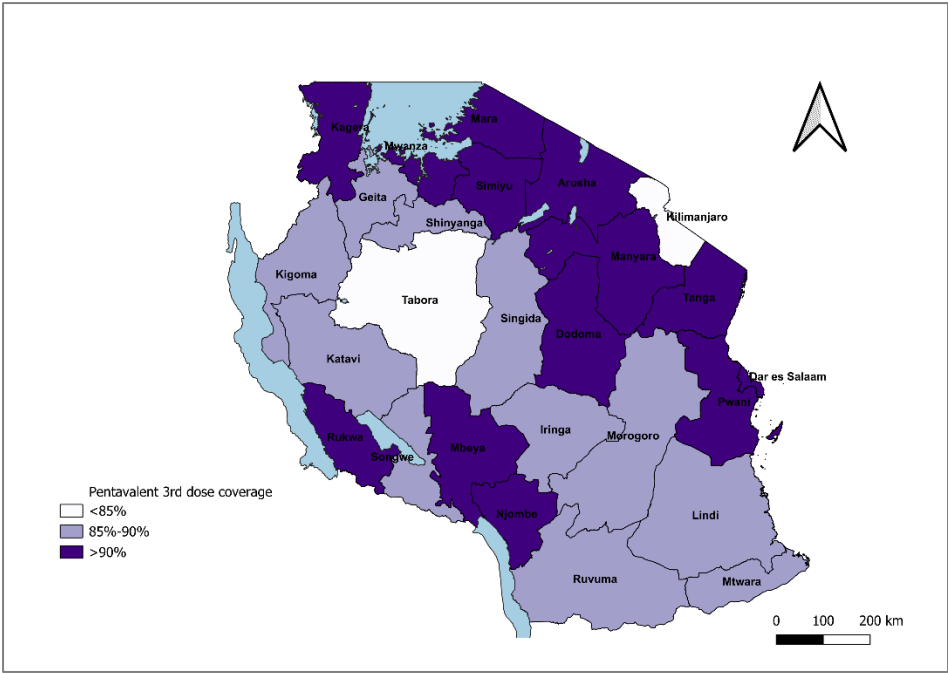 Mara
Kagera
Mwanza
Simiyu
Arusha
Geita
Kilimanjaro
Shinyanga
Manyara
Kigoma
Tanga
Tabora
Singida
Dodoma
Katavi
Dar es Salaam
Pwani
Iringa
Morogoro
Rukwa
Mbeya
Songwe
Pentavalent 3rd dose coverage
<85%
85%-90%
>90%
Njombe
Lindi
Ruvuma
Mtwara
0 100 200 km